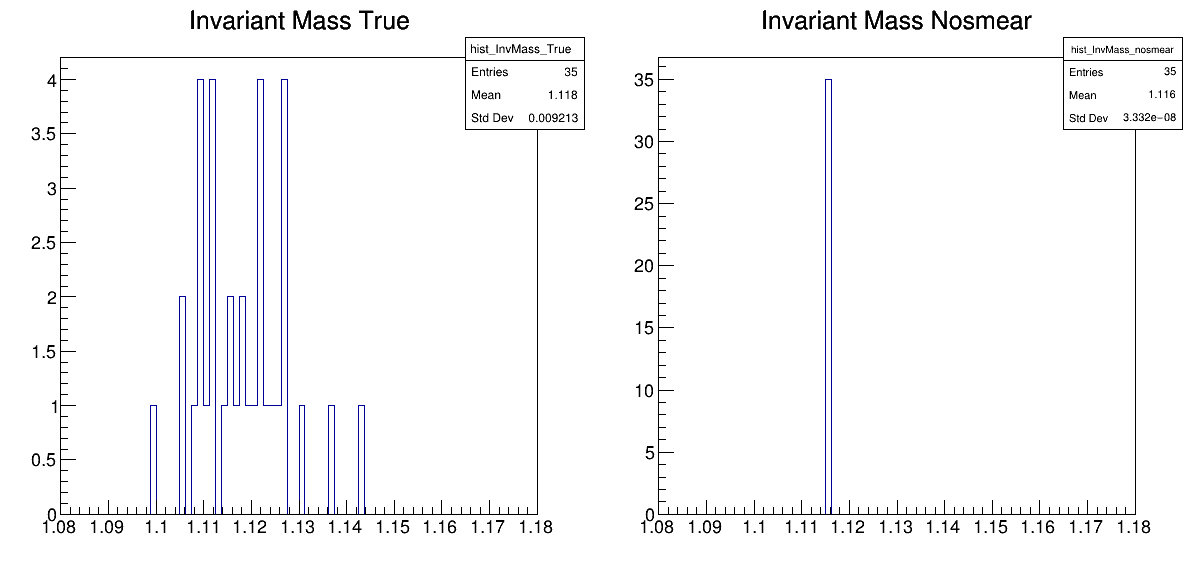 Invariant Mass True
hist_InvMass_True
Entries 35
Mean 1.118
Std Dev 0.009213
4
3.5
3
2.5
2
1.5
1
0.5
0
1.08 1.09 1.1 1.11 1.12 1.13 1.14 1.15 1.16 1.17 1.18
Invariant Mass Nosmear
hist_InvMass_nosmear
Entries 35
Mean 1.116
Std Dev 3.332e−08
35
30
25
20
15
10
5
0
1.08 1.09 1.1 1.11 1.12 1.13 1.14 1.15 1.16 1.17 1.18